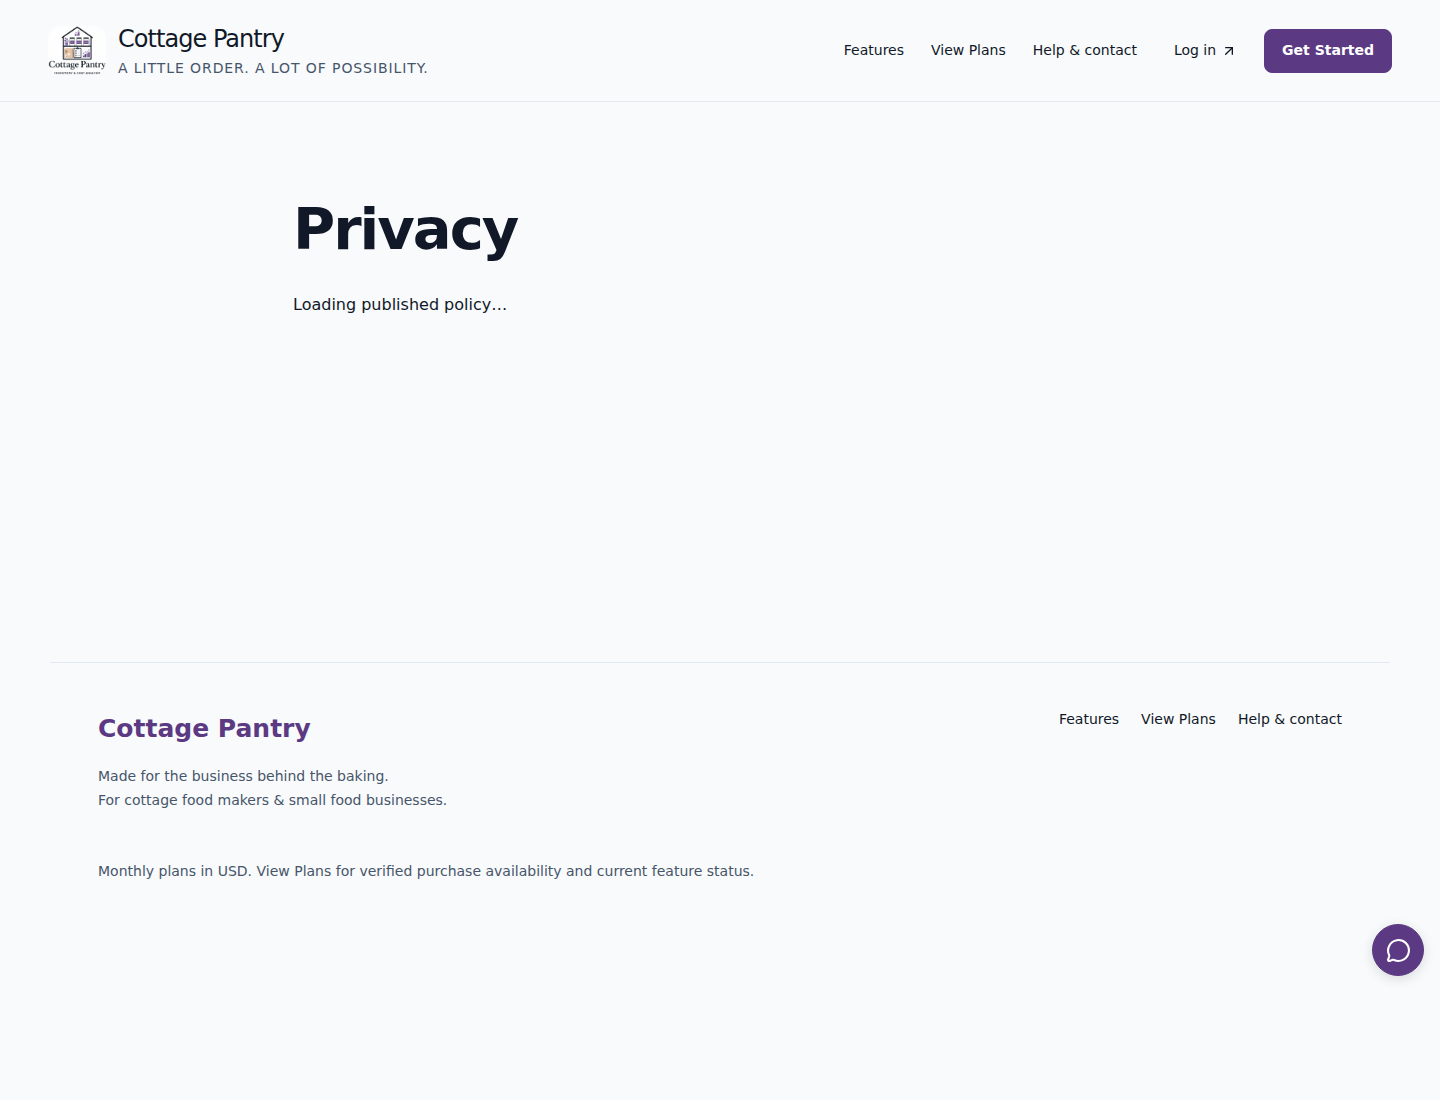 Cottage Pantry
Cottage Pantry
A LITTLE ORDER. A LOT OF POSSIBILITY.
Features
View Plans
Help & contact
Log in
Get Started
Privacy
Loading published policy...
Cottage Pantry
Features
View Plans
Help & contact
Made for the business behind the baking.
For cottage food makers & small food businesses.
Monthly plans in USD. View Plans for verified purchase availability and current feature status.